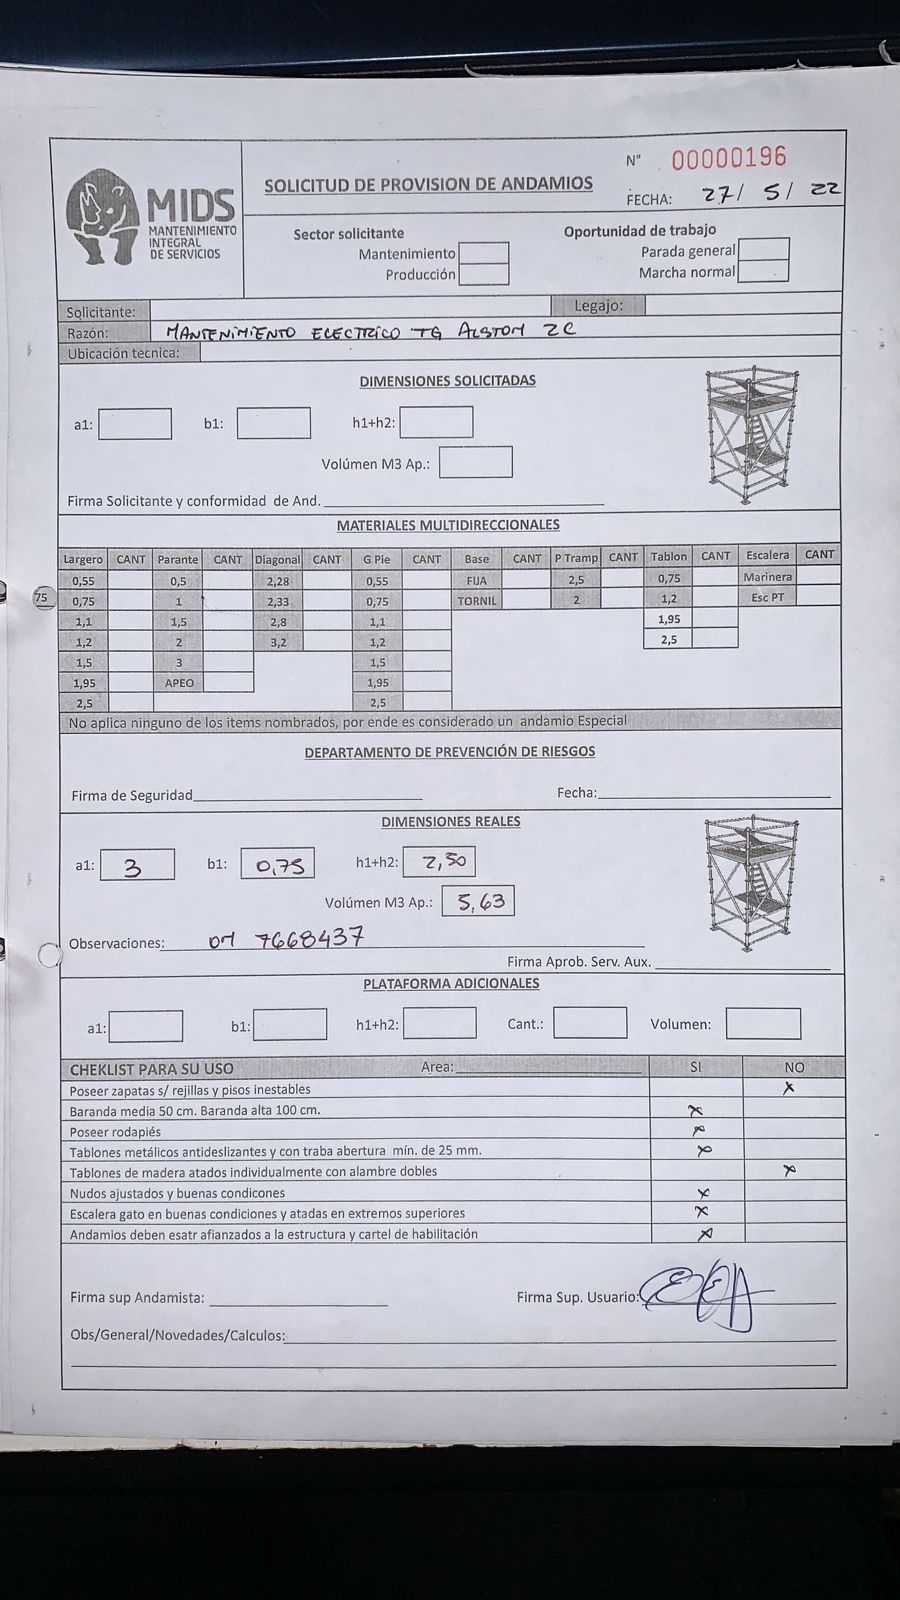 MIDS
MANTENIMIENTO
INTEGRAL
DE SERVICIOS
SOLICITUD DE PROVISION DE ANDAMIOS
N° 00000196
FECHA: 27/ 5/ 22
Sector solicitante
Mantenimiento
Producción
Oportunidad de trabajo
Parada general
Marcha normal
Solicitante: Legajo:
Razón: MANTENIMIENTO ELECTRICO TG ALSTOM 2C
Ubicación tecnica:
DIMENSIONES SOLICITADAS
a1: b1: h1+h2:
Volúmen M3 Ap.:
Firma Solicitante y conformidad de And.
MATERIALES MULTIDIRECCIONALES
Largero CANT Parante CANT Diagonal CANT G Pie CANT Base CANT P Tramp CANT Tablon CANT Escalera CANT
0,55 0,5 2,28 0,55 FIJA 2,5 0,75 Marinera
75 0,75 1 2,33 0,75 TORNIL 2 1,2 Esc PT
1,1 1,5 2,8 1,1 1,95
1,2 2 3,2 1,2 2,5
1,5 3 1,5
1,95 APEO 1,95
2,5 2,5
No aplica ninguno de los items nombrados, por ende es considerado un andamio Especial
DEPARTAMENTO DE PREVENCIÓN DE RIESGOS
Firma de Seguridad Fecha:
DIMENSIONES REALES
a1: 3 b1: 0,75 h1+h2: 2,50
Volúmen M3 Ap.: 5,63
Observaciones: OM 7668437
Firma Aprob. Serv. Aux.
PLATAFORMA ADICIONALES
a1: b1: h1+h2: Cant.: Volumen:
CHEKLIST PARA SU USO Area: SI NO
Poseer zapatas s/ rejillas y pisos inestables x
Baranda media 50 cm. Baranda alta 100 cm. x
Poseer rodapiés x
Tablones metálicos antideslizantes y con traba abertura mín. de 25 mm. x
Tablones de madera atados individualmente con alambre dobles x
Nudos ajustados y buenas condicones x
Escalera gato en buenas condiciones y atadas en extremos superiores x
Andamios deben esatr afianzados a la estructura y cartel de habilitación x
Firma sup Andamista: Firma Sup. Usuario:
Obs/General/Novedades/Calculos: